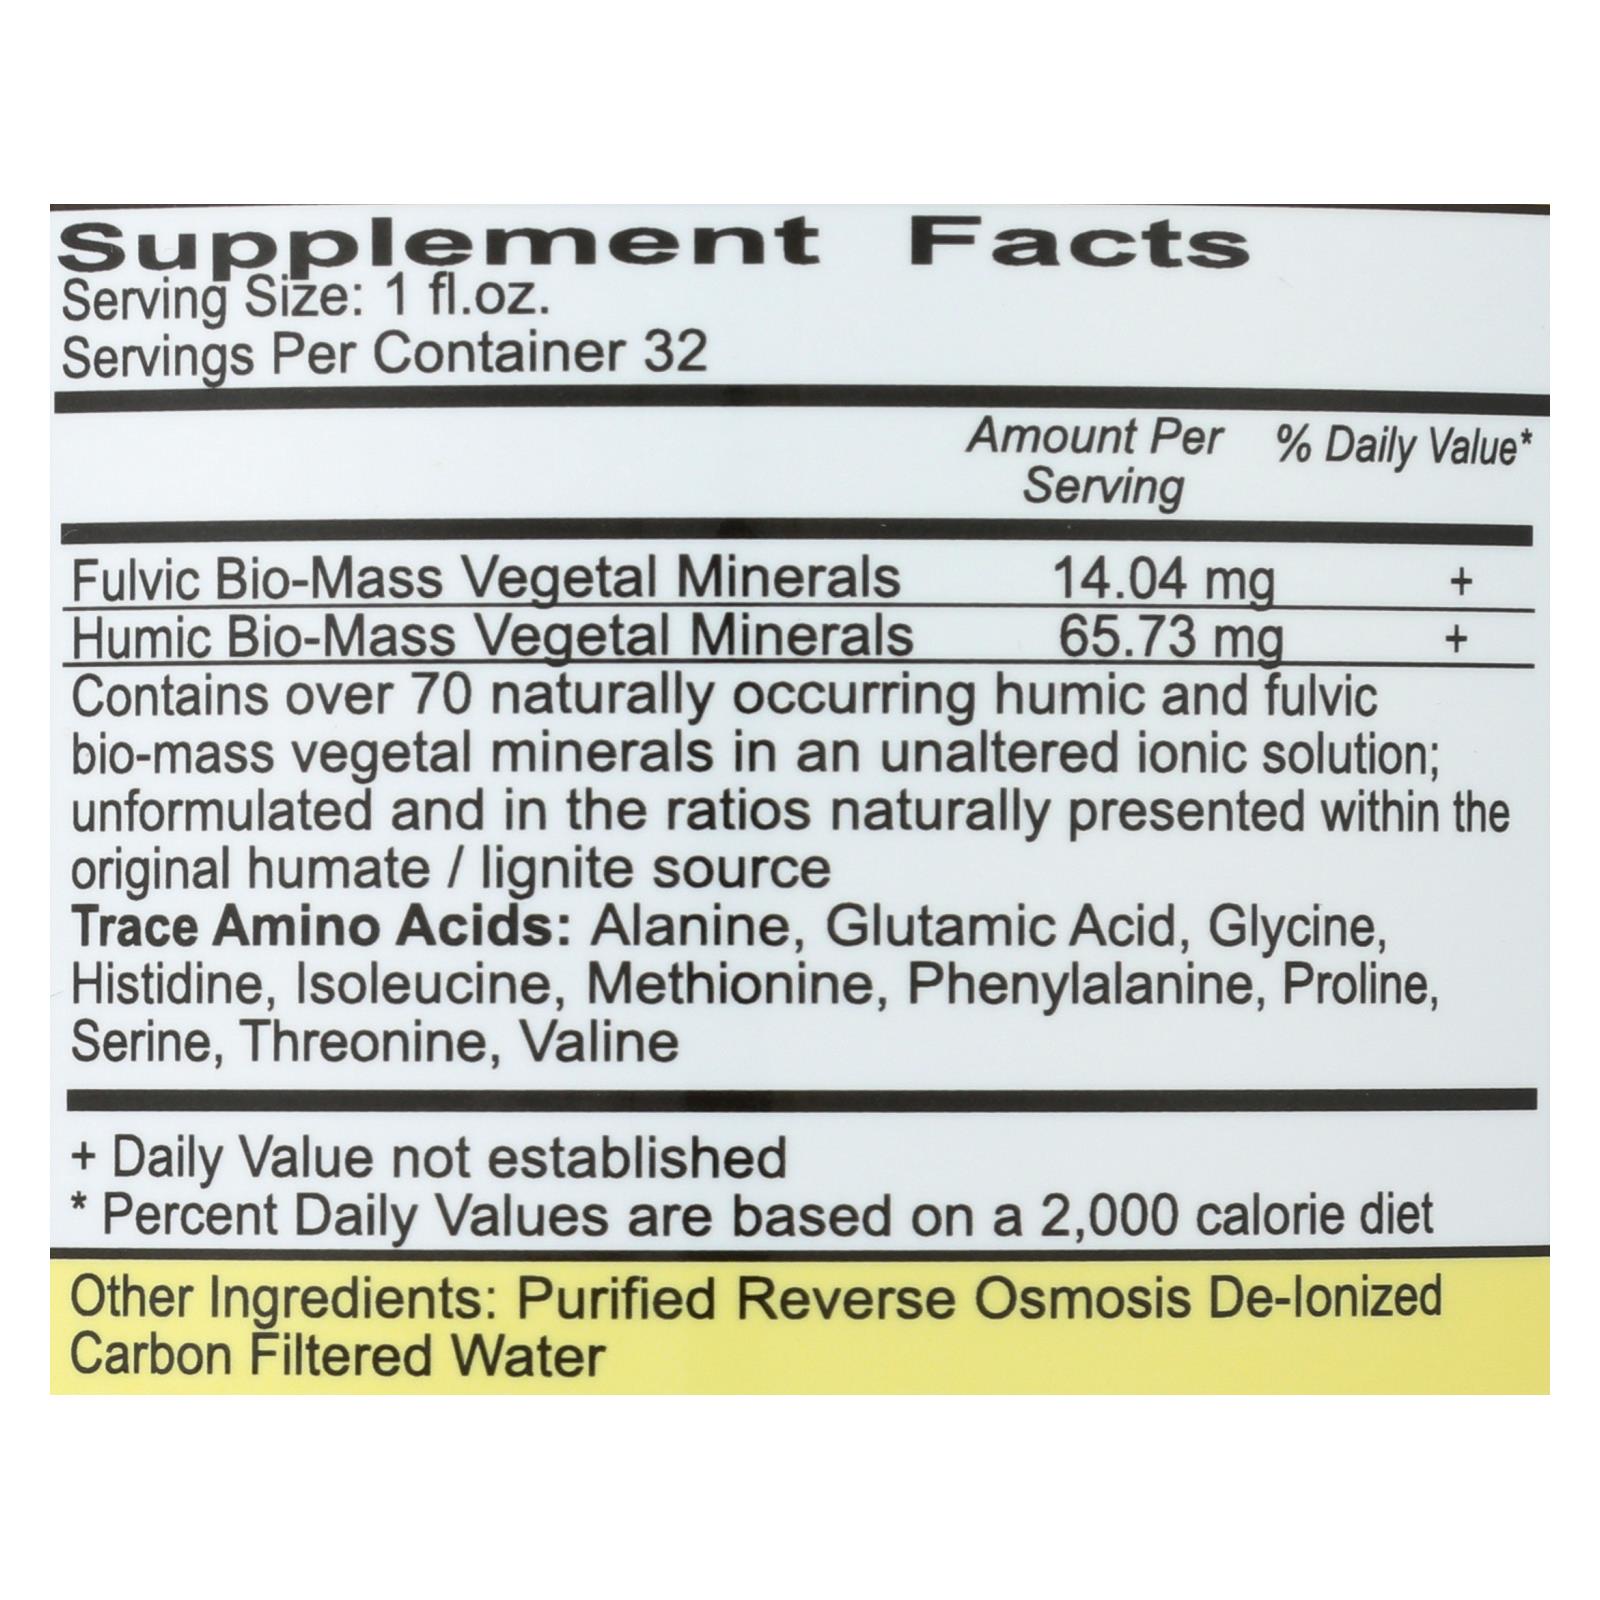 Supplement Facts
Serving Size: 1 fl.oz.
Servings Per Container 32
Amount Per % Daily Value*
Serving
Fulvic Bio-Mass Vegetal Minerals 14.04 mg +
Humic Bio-Mass Vegetal Minerals 65.73 mg +
Contains over 70 naturally occurring humic and fulvic
bio-mass vegetal minerals in an unaltered ionic solution;
unformulated and in the ratios naturally presented within the
original humate / lignite source
Trace Amino Acids: Alanine, Glutamic Acid, Glycine,
Histidine, Isoleucine, Methionine, Phenylalanine, Proline,
Serine, Threonine, Valine
+ Daily Value not established
* Percent Daily Values are based on a 2,000 calorie diet
Other Ingredients: Purified Reverse Osmosis De-Ionized
Carbon Filtered Water